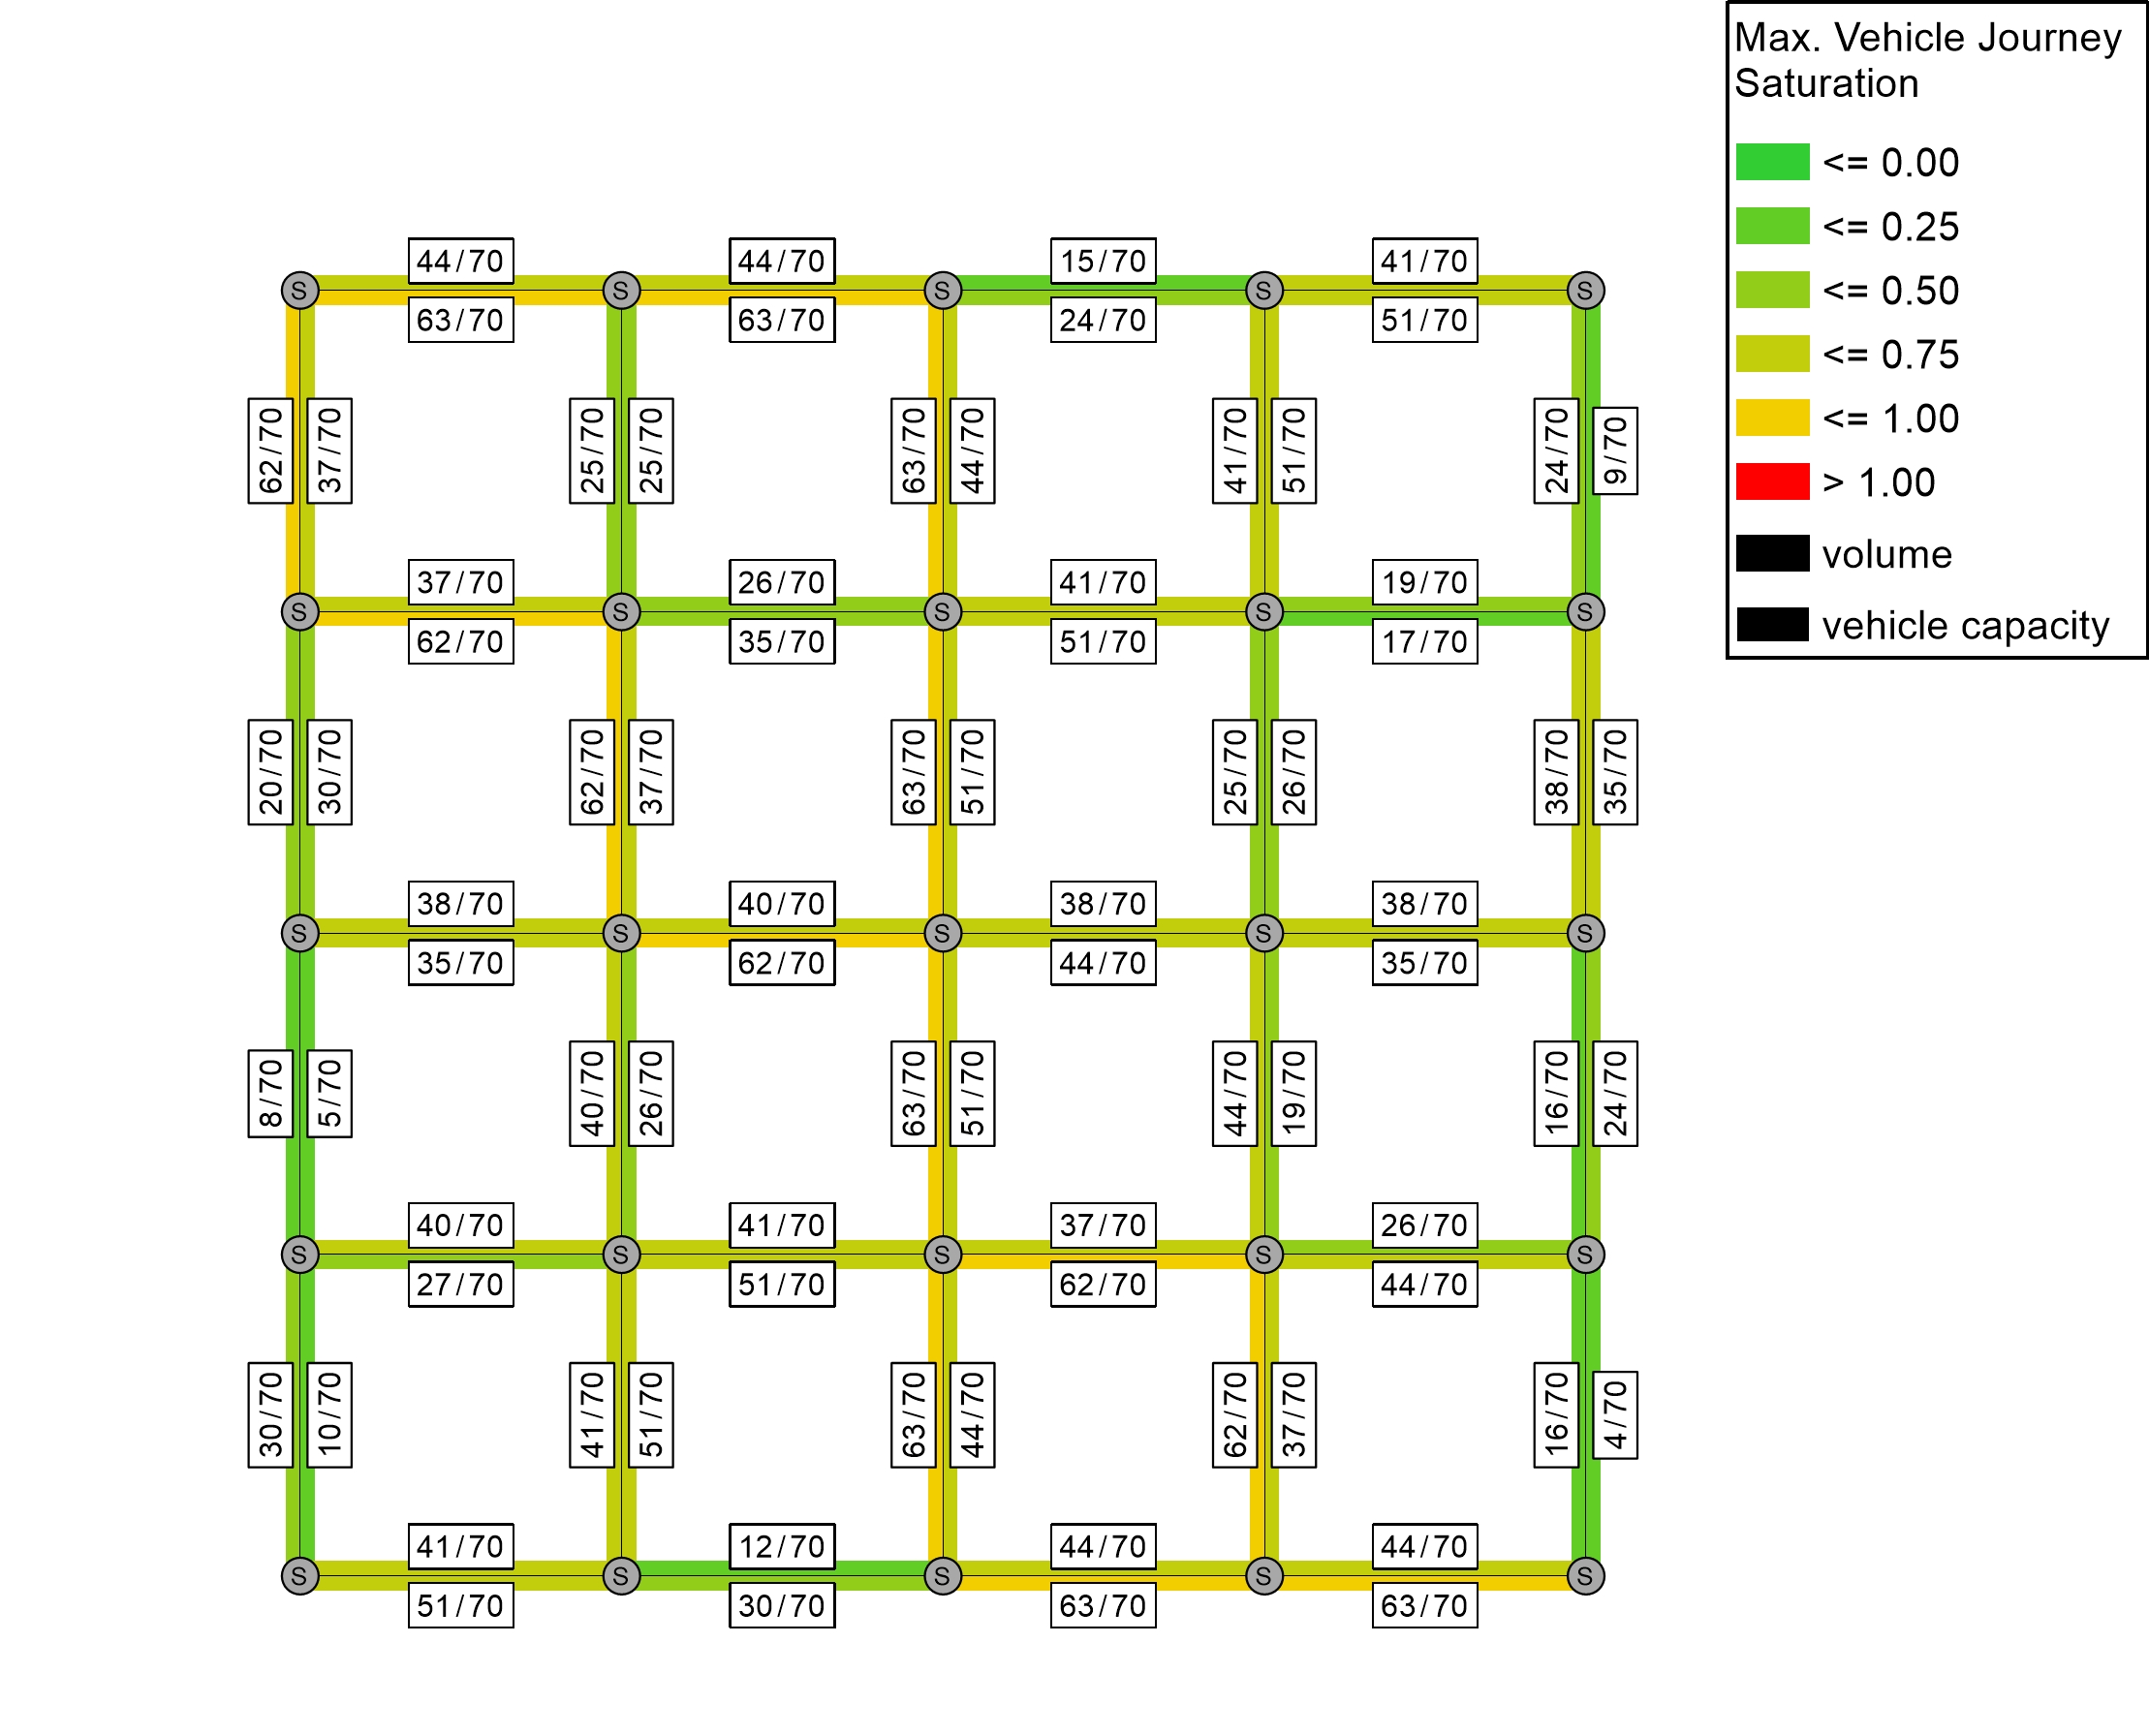 Max. Vehicle Journey
Saturation
<= 0.00
<= 0.25
<= 0.50
<= 0.75
<= 1.00
> 1.00
volume
vehicle capacity
44/70 44/70 15/70 41/70
S S S S S
63/70 63/70 24/70 51/70
62/70 37/70 25/70 25/70 63/70 44/70 41/70 51/70 24/70 9/70
37/70 26/70 41/70 19/70
S S S S S
62/70 35/70 51/70 17/70
20/70 30/70 62/70 37/70 63/70 51/70 25/70 26/70 38/70 35/70
38/70 40/70 38/70 38/70
S S S S S
35/70 62/70 44/70 35/70
8/70 5/70 40/70 26/70 63/70 51/70 44/70 19/70 16/70 24/70
40/70 41/70 37/70 26/70
S S S S S
27/70 51/70 62/70 44/70
30/70 10/70 41/70 51/70 63/70 44/70 62/70 37/70 16/70 4/70
41/70 12/70 44/70 44/70
S S S S S
51/70 30/70 63/70 63/70